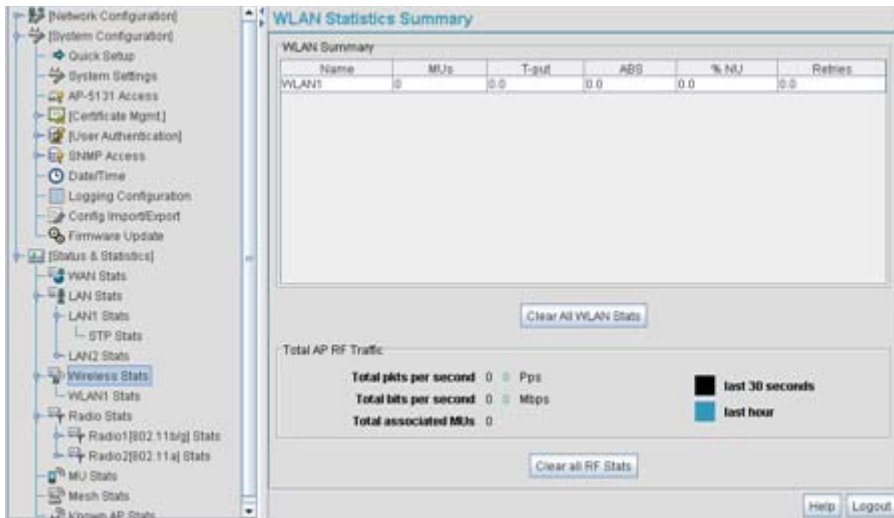 [Network Configuration]
[System Configuration]
Quick Setup
System Settings
AP-5131 Access
[Certificate Mgmt.]
[User Authentication]
SNMP Access
Date/Time
Logging Configuration
Config Import/Export
Firmware Update
[Status & Statistics]
WAN Stats
LAN Stats
LAN1 Stats
STP Stats
LAN2 Stats
Wireless Stats
WLAN1 Stats
Radio Stats
Radio1[802.11b/g] Stats
Radio2[802.11a] Stats
MU Stats
Mesh Stats
Known AP Stats
WLAN Statistics Summary
WLAN Summary
Name MUs T-put ABS % NU Retries
WLAN1 0 0.0 0.0 0.0 0.0
Clear All WLAN Stats
Total AP RF Traffic
Total pkts per second 0 0 Pps
Total bits per second 0 0 Mbps
Total associated MUs 0
last 30 seconds
last hour
Clear all RF Stats
Help Logout